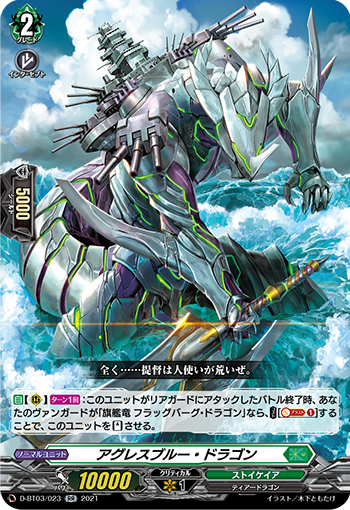 2
グレード
インターセプト
5000
シールド
全く……提督は人使いが荒いぜ。
【自】【(R)】【ターン1回】:このユニットがリアガードにアタックしたバトル終了時、あ
なたのヴァンガードが「旗艦竜 フラッグバーグ・ドラゴン」なら、【コスト】【(CB)(1)】す
ることで、このユニットを【スタンド】させる。
ノーマルユニット
アグレスブルー・ドラゴン
パワー 10000
クリティカル
1
ストイケイア
ティアードラゴン
D-BT03/023 RR 2021
イラスト/木下ともたけ